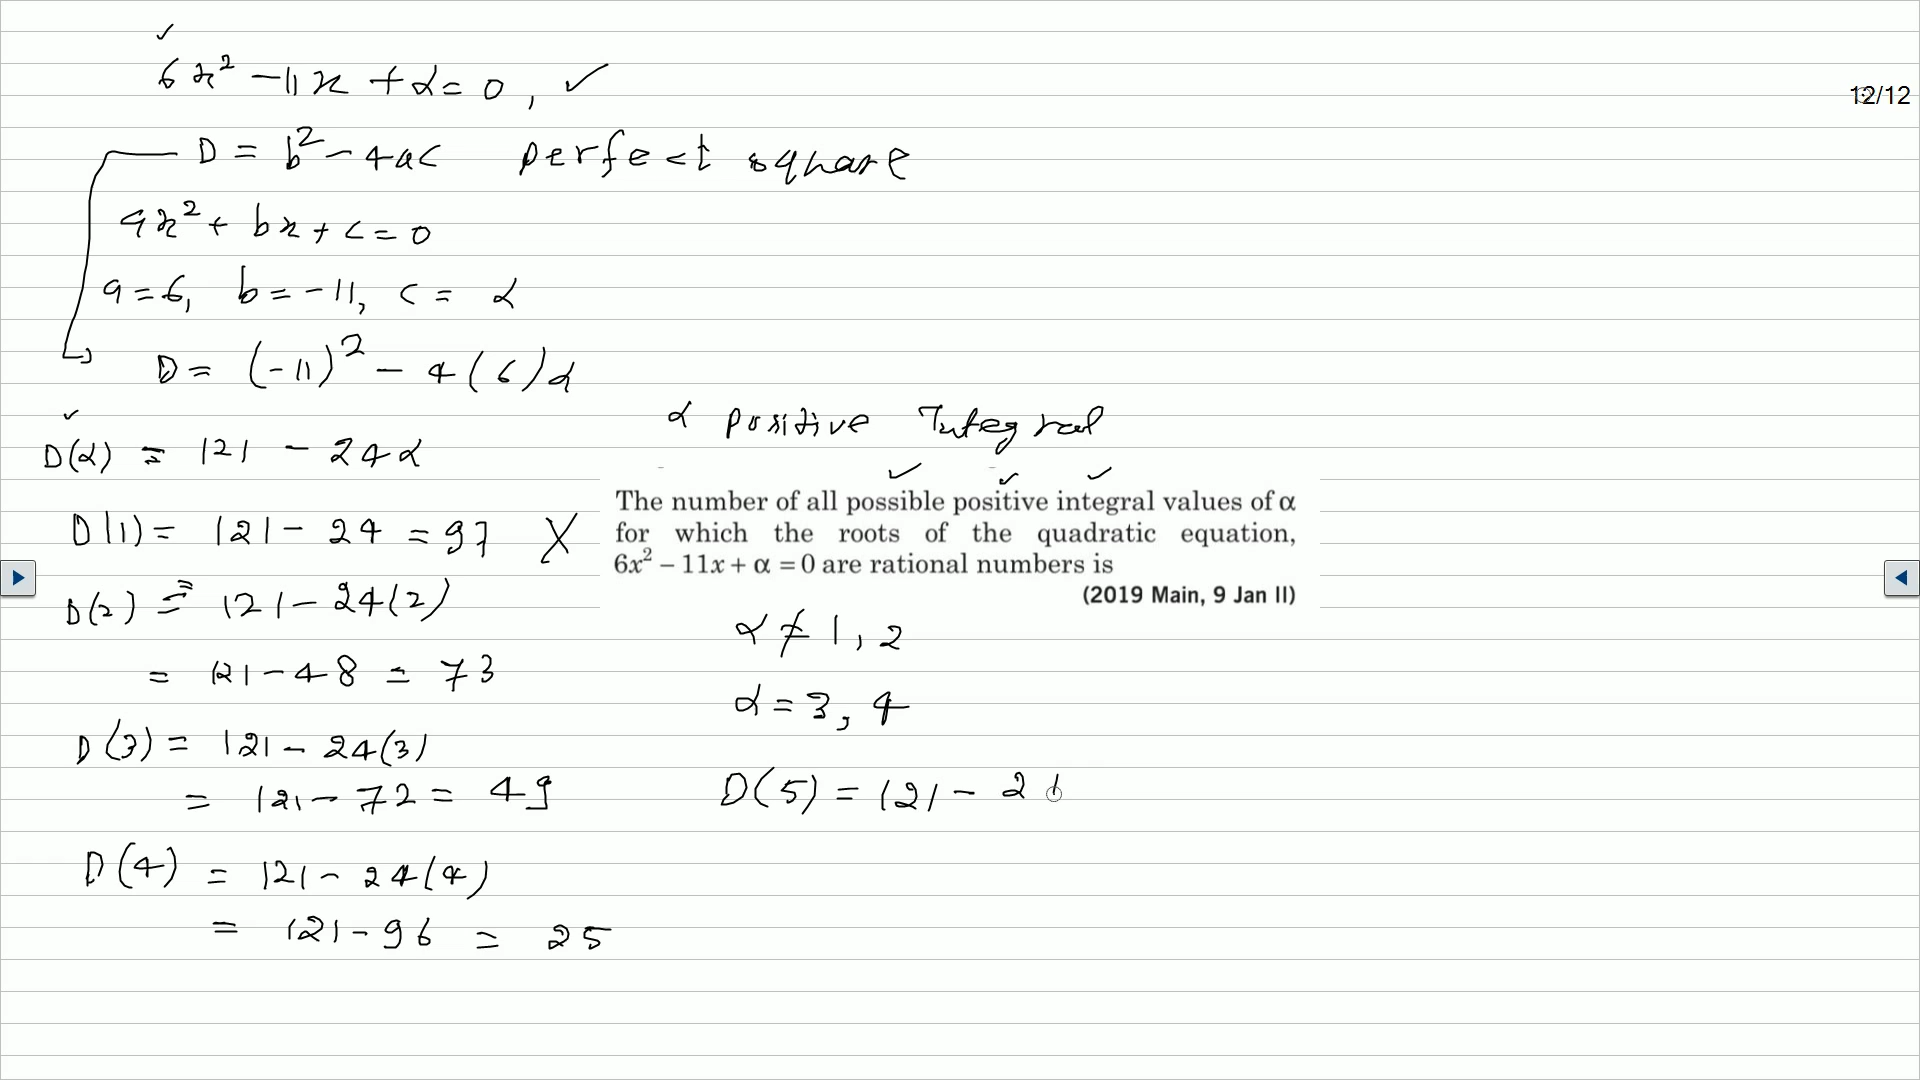 6x² - 11x + α = 0, ✓
12/12
D = b² - 4ac perfect square
ax² + bx + c = 0
a = 6, b = -11, c = α
D = (-11)² - 4(6)α
α positive Integral
D(α) = 121 - 24α
The number of all possible positive integral values of α
for which the roots of the quadratic equation,
6x² – 11x + α = 0 are rational numbers is
(2019 Main, 9 Jan II)
D(1) = 121 - 24 = 97 X
D(2) = 121 - 24(2)
= 121 - 48 = 73
D(3) = 121 - 24(3)
= 121 - 72 = 49
D(4) = 121 - 24(4)
= 121 - 96 = 25
α ≠ 1, 2
α = 3, 4
D(5) = 121 - 2